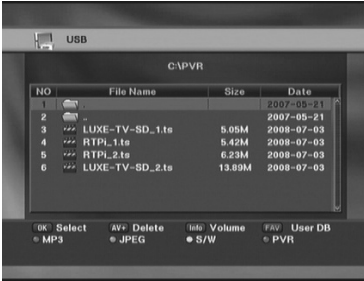 USB
C:\PVR
NO File Name Size Date
1 . 2007-05-21
2 .. 2007-05-21
3 LUXE-TV-SD_1.ts 5.05M 2008-07-03
4 RTPi_1.ts 5.42M 2008-07-03
5 RTPi_2.ts 6.23M 2008-07-03
6 LUXE-TV-SD_2.ts 13.89M 2008-07-03
OK Select AV+ Delete Info Volume FAV User DB
MP3 JPEG S/W PVR